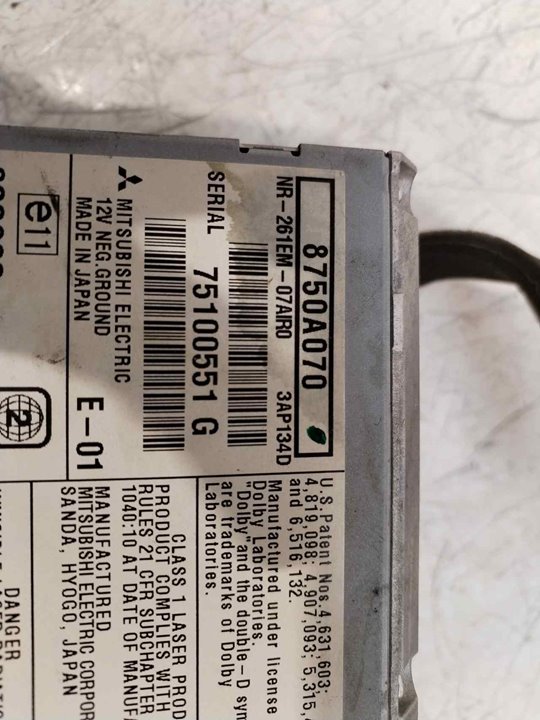 8750A070
NR-261EM-07AIRO 3AP134D
SERIAL 75100551 G
MITSUBISHI ELECTRIC
12V NEG.GROUND
MADE IN JAPAN
E-01
e11
2
U.S.Patent Nos.4,631,603;
4,819,098; 4,907,093; 5,315,
and 6,516,132.
Manufactured under license
Dolby Laboratories.
"Dolby"and the double-D sym
are trademarks of Dolby
Laboratories.
CLASS 1 LASER PROD
PRODUCT COMPLIES WITH
RULES 21 CFR SUBCHAPTER
1040:10 AT DATE OF MANUF
MANUFACTURED
MITSUBISHI ELECTRIC CORPOR
SANDA, HYOGO, JAPAN
DANGER